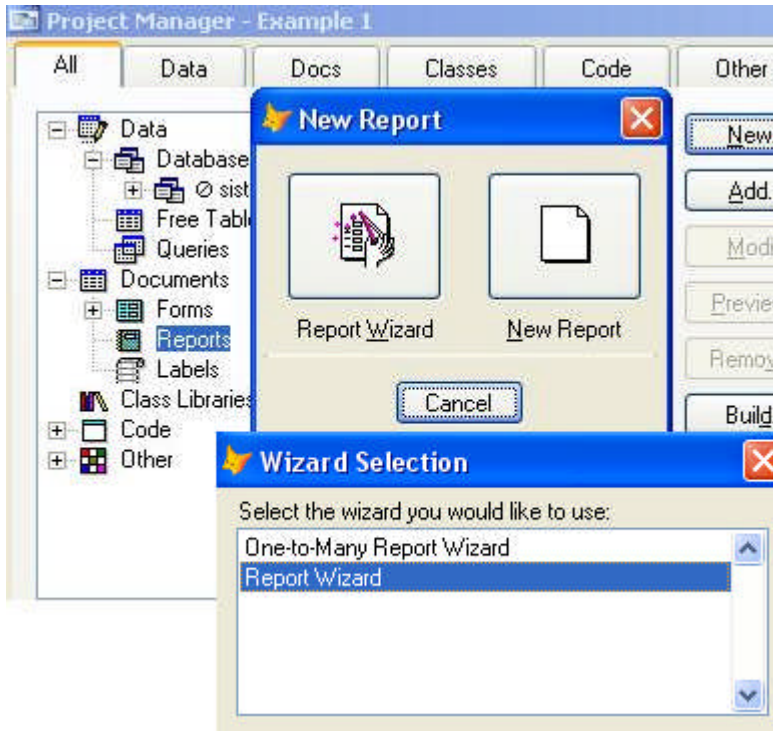 Project Manager - Example 1
All Data Docs Classes Code Other
Data
Database
sist
Free Tabl
Queries
Documents
Forms
Reports
Labels
Class Libraries
Code
Other
New Report
Report Wizard New Report
Cancel
New
Add.
Modi
Previe
Remov
Build
Wizard Selection
Select the wizard you would like to use:
One-to-Many Report Wizard
Report Wizard